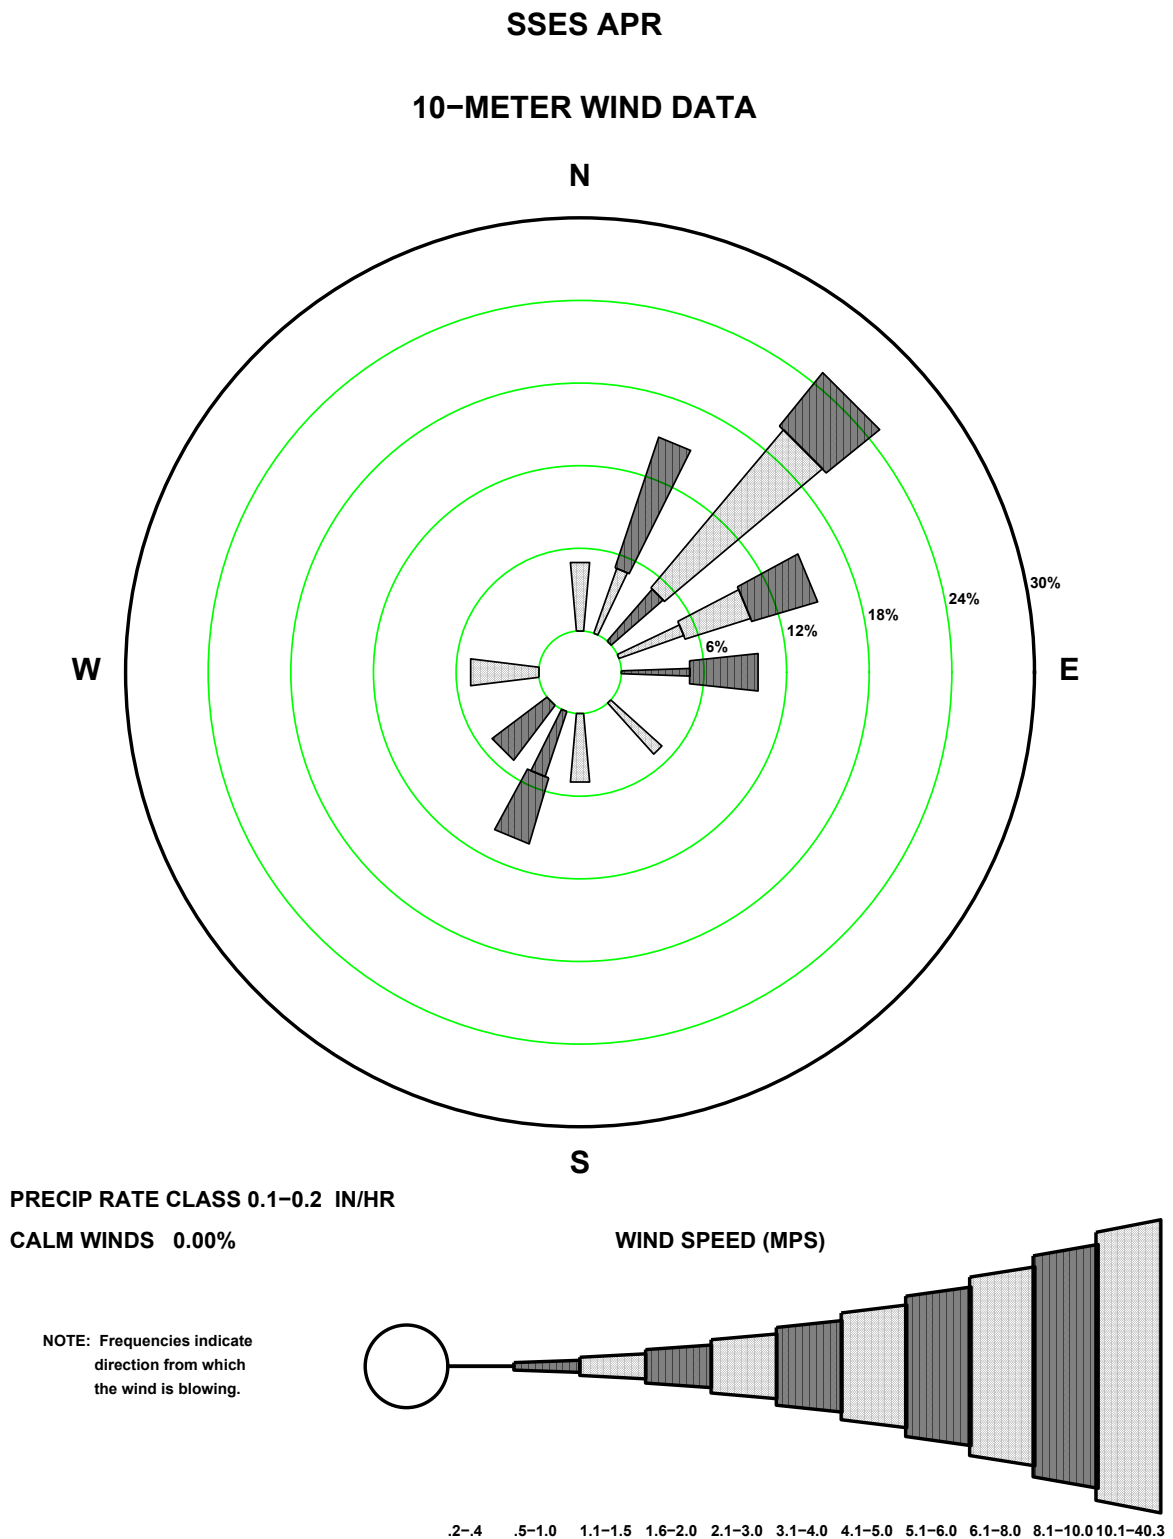 SSES APR
10−METER WIND DATA
N
30%
24%
18%
12%
6%
W
E
S
PRECIP RATE CLASS 0.1−0.2 IN/HR
CALM WINDS 0.00%
WIND SPEED (MPS)
NOTE: Frequencies indicate
direction from which
the wind is blowing.
.2−.4 .5−1.0 1.1−1.5 1.6−2.0 2.1−3.0 3.1−4.0 4.1−5.0 5.1−6.0 6.1−8.0 8.1−10.0 10.1−40.3